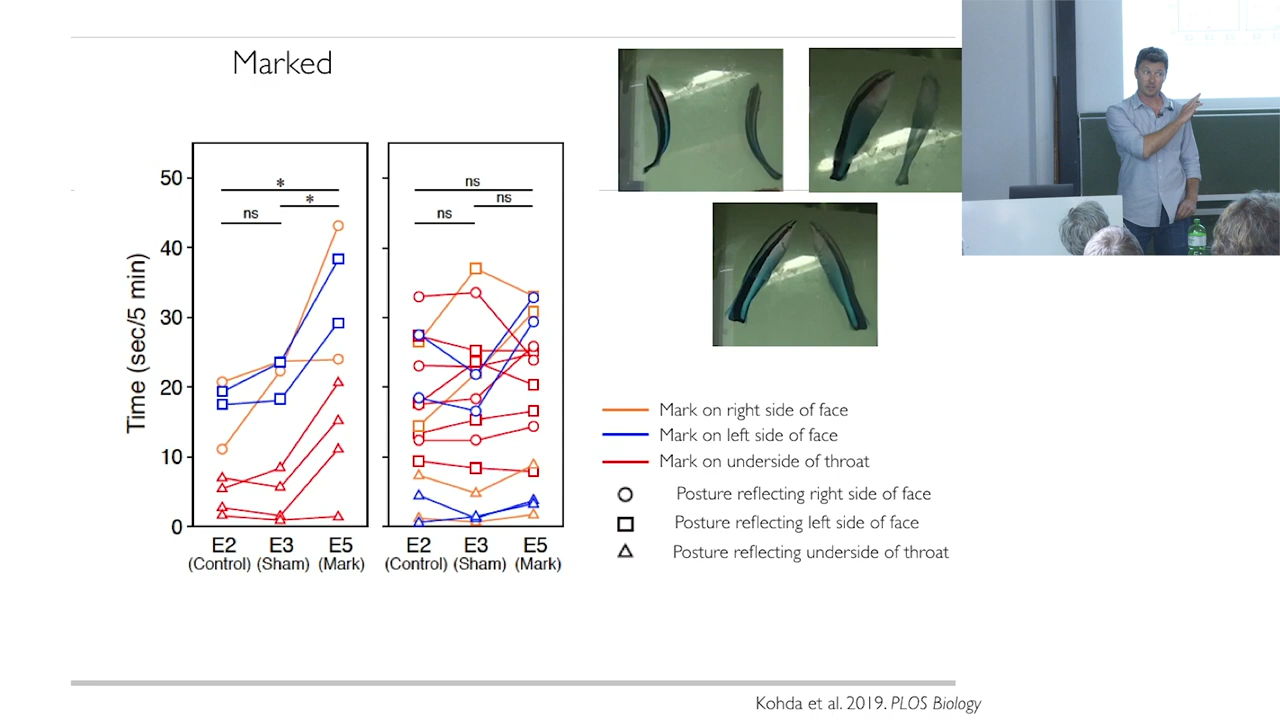 Marked
Time (sec/5 min)
50
40
30
20
10
0
*
*
ns
ns
ns
ns
E2 E3 E5
(Control) (Sham) (Mark)
E2 E3 E5
(Control) (Sham) (Mark)
Mark on right side of face
Mark on left side of face
Mark on underside of throat
Posture reflecting right side of face
Posture reflecting left side of face
Posture reflecting underside of throat
Kohda et al. 2019. PLOS Biology